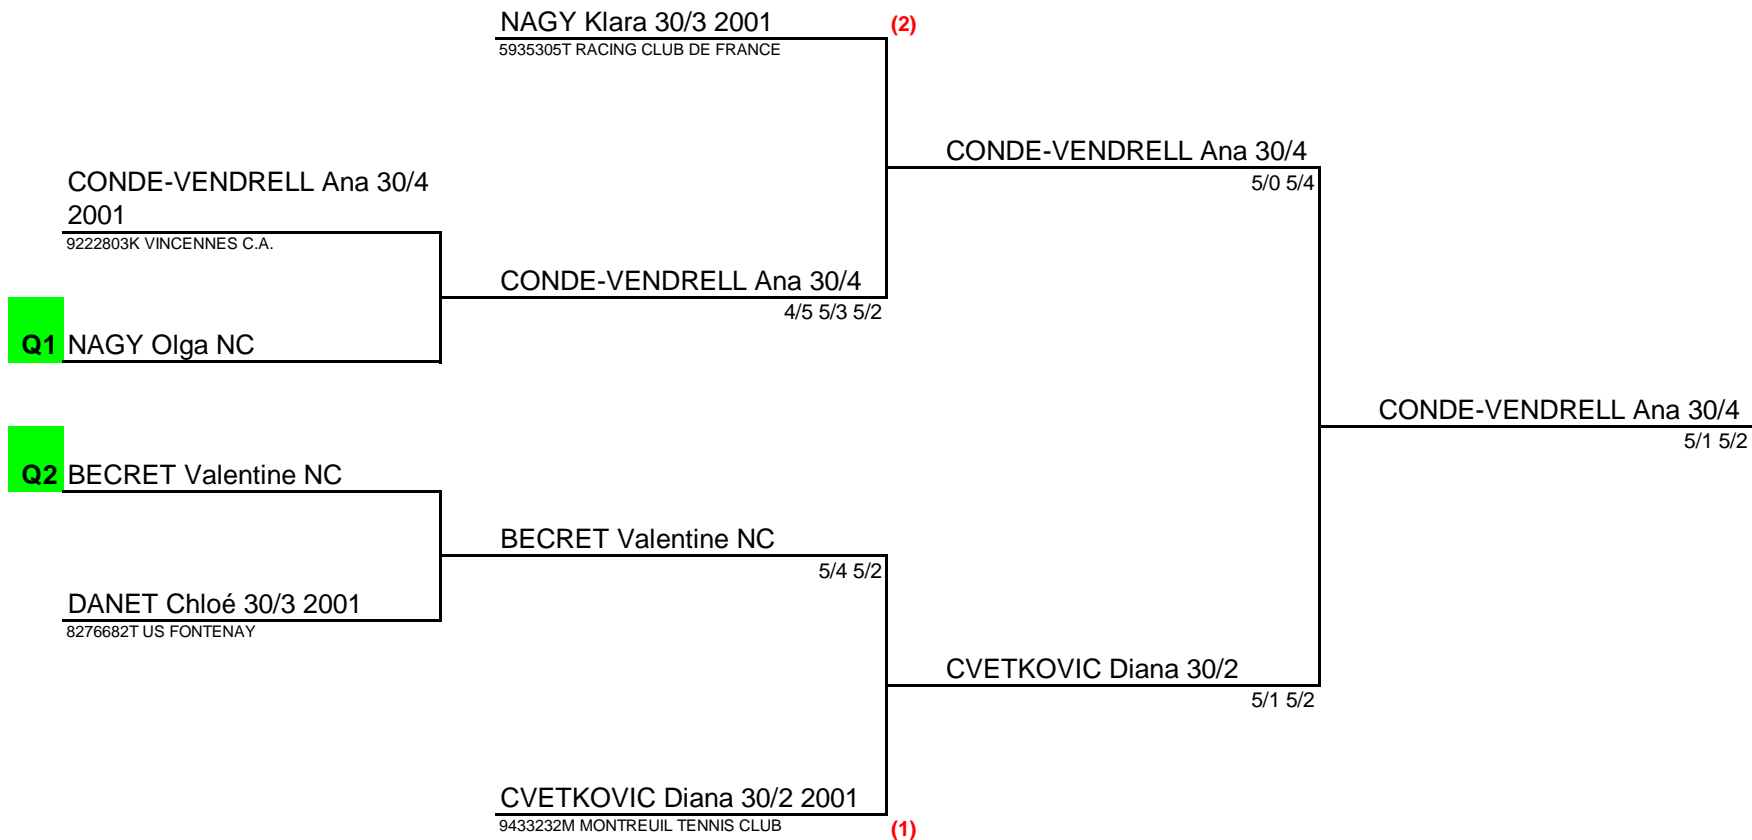 NAGY Klara 30/3 2001
(2)
5935305T RACING CLUB DE FRANCE
CONDE-VENDRELL Ana 30/4
5/0 5/4
CONDE-VENDRELL Ana 30/4
2001
9222803K VINCENNES C.A.
CONDE-VENDRELL Ana 30/4
4/5 5/3 5/2
Q1 NAGY Olga NC
CONDE-VENDRELL Ana 30/4
5/1 5/2
Q2 BECRET Valentine NC
BECRET Valentine NC
5/4 5/2
DANET Chloé 30/3 2001
8276682T US FONTENAY
CVETKOVIC Diana 30/2
5/1 5/2
CVETKOVIC Diana 30/2 2001
9433232M MONTREUIL TENNIS CLUB
(1)